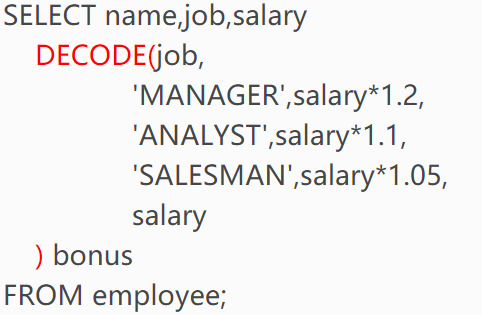 SELECT name,job,salary
DECODE(job,
'MANAGER',salary*1.2,
'ANALYST',salary*1.1,
'SALESMAN',salary*1.05,
salary
) bonus
FROM employee;